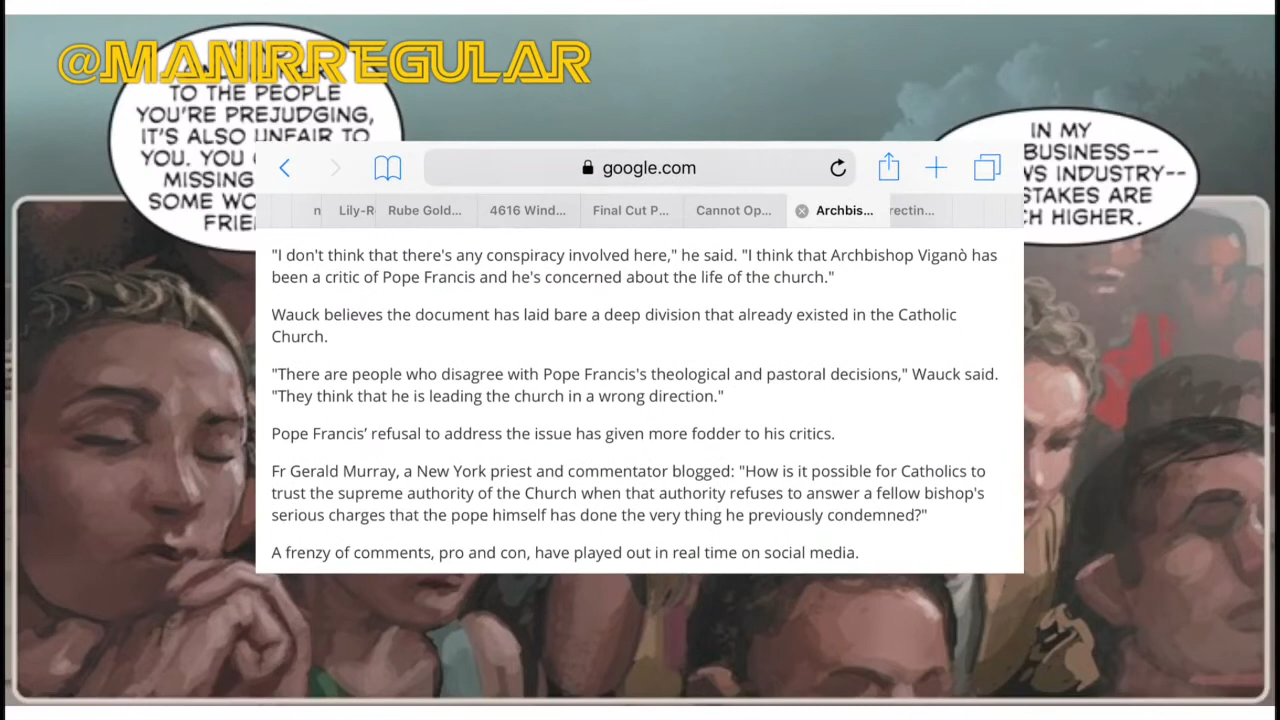 @MANIRREGULAR
TO THE PEOPLE
YOU'RE PREJUDGING,
IT'S ALSO UNFAIR TO
YOU. YOU
MISSING
SOME
IN MY
BUSINESS--
INDUSTRY--
ARE
HIGHER.
google.com
Lily-R
Rube Gold...
4616 Wind...
Final Cut P...
Cannot Op...
Archbis...
rectin...
"I don't think that there's any conspiracy involved here," he said. "I think that Archbishop Viganò has
been a critic of Pope Francis and he's concerned about the life of the church."
Wauck believes the document has laid bare a deep division that already existed in the Catholic
Church.
"There are people who disagree with Pope Francis's theological and pastoral decisions," Wauck said.
"They think that he is leading the church in a wrong direction."
Pope Francis' refusal to address the issue has given more fodder to his critics.
Fr Gerald Murray, a New York priest and commentator blogged: "How is it possible for Catholics to
trust the supreme authority of the Church when that authority refuses to answer a fellow bishop's
serious charges that the pope himself has done the very thing he previously condemned?"
A frenzy of comments, pro and con, have played out in real time on social media.